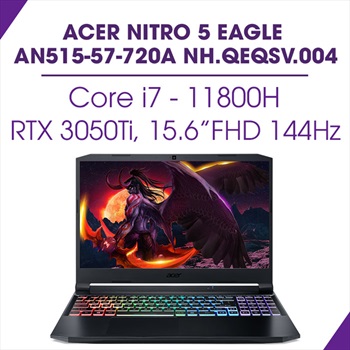 ACER NITRO 5 EAGLE
AN515-57-720A NH.QEQSV.004
Core i7 - 11800H
RTX 3050Ti, 15.6”FHD 144Hz
acer